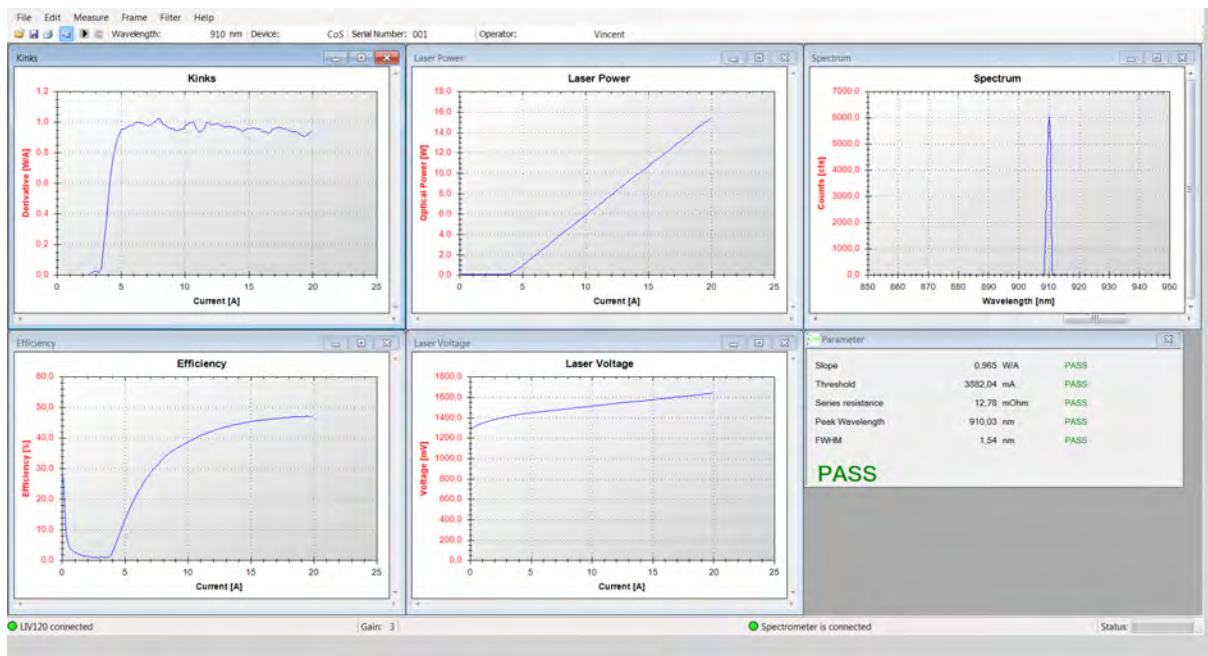 File Edit Measure Frame Filter Help
Wavelength: 910 nm Device: CoS Serial Number: 001 Operator: Vincent
Kinks
Kinks
1.2
1.0
0.8
0.6
0.4
0.2
0.0
Derivative [W/A]
0 5 10 15 20 25
Current [A]
Laser Power
Laser Power
18.0
16.0
14.0
12.0
10.0
8.0
6.0
4.0
2.0
0.0
Optical Power [W]
0 5 10 15 20 25
Current [A]
Spectrum
Spectrum
7000.0
6000.0
5000.0
4000.0
3000.0
2000.0
1000.0
0.0
Counts [cts]
850 860 870 880 890 900 910 920 930 940 950
Wavelength [nm]
Efficiency
Efficiency
60.0
50.0
40.0
30.0
20.0
10.0
0.0
Efficiency [%]
0 5 10 15 20 25
Current [A]
Laser Voltage
Laser Voltage
1800.0
1600.0
1400.0
1200.0
1000.0
800.0
600.0
400.0
200.0
0.0
Voltage [mV]
0 5 10 15 20 25
Current [A]
Parameter
Slope 0,965 W/A PASS
Threshold 3882,04 mA PASS
Series resistance 12,78 mOhm PASS
Peak Wavelength 910,03 nm PASS
FWHM 1,54 nm PASS
PASS
LIV120 connected Gain: 3 Spectrometer is connected Status: